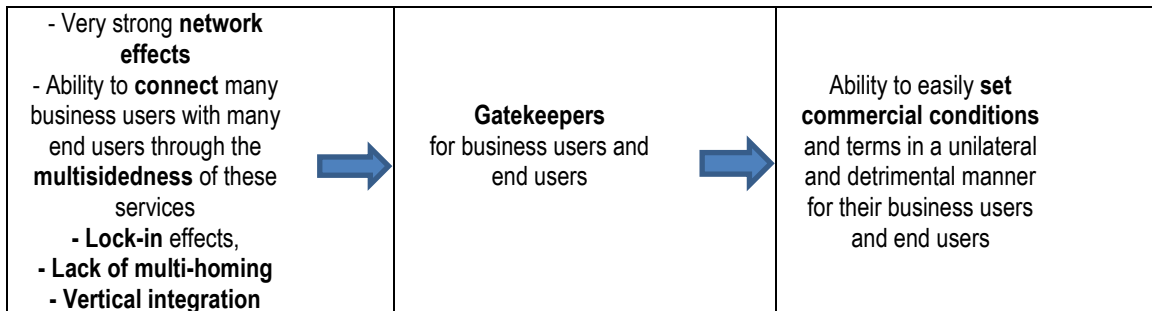 - Very strong network
effects
- Ability to connect many
business users with many
end users through the
multisidedness of these
services
- Lock-in effects,
- Lack of multi-homing
- Vertical integration
Gatekeepers
for business users and
end users
Ability to easily set
commercial conditions
and terms in a unilateral
and detrimental manner
for their business users
and end users